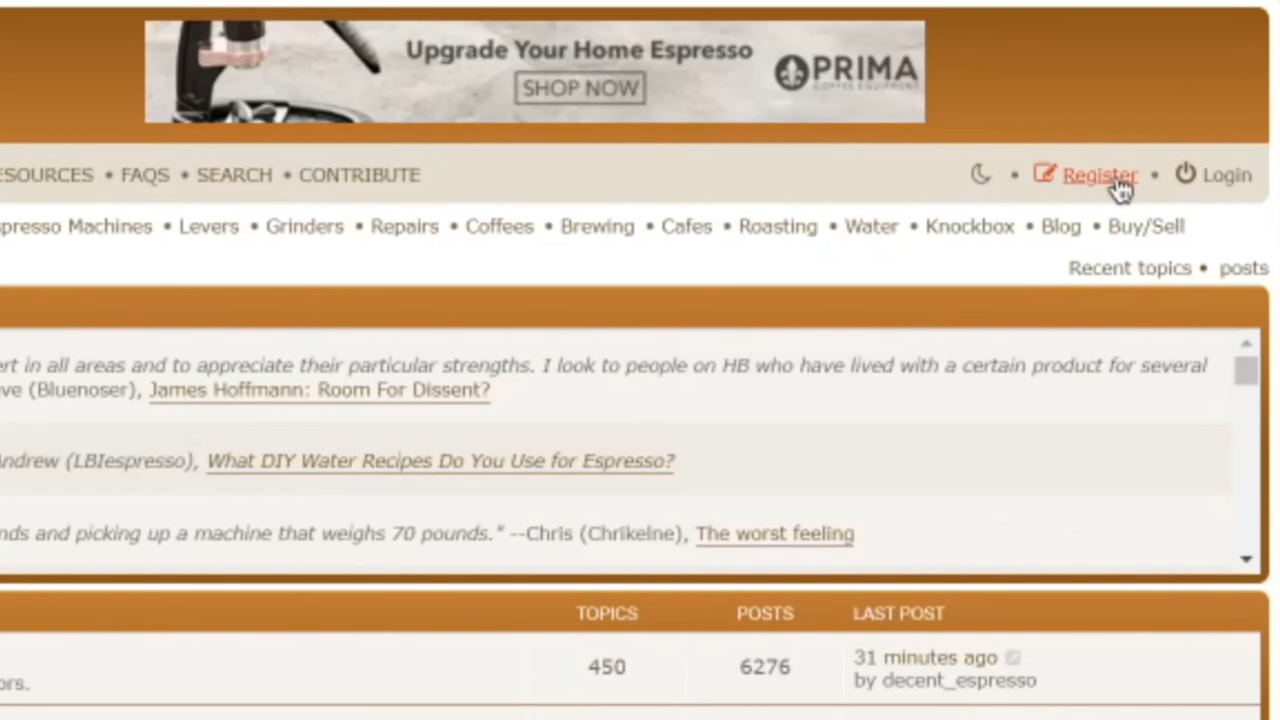 Upgrade Your Home Espresso
SHOP NOW
PRIMA
COFFEE EQUIPMENT
ESOURCES • FAQS • SEARCH • CONTRIBUTE • Register • Login
presso Machines • Levers • Grinders • Repairs • Coffees • Brewing • Cafes • Roasting • Water • Knockbox • Blog • Buy/Sell
Recent topics • posts
ert in all areas and to appreciate their particular strengths. I look to people on HB who have lived with a certain product for several
ve (Bluenoser), James Hoffmann: Room For Dissent?
Andrew (LBIespresso), What DIY Water Recipes Do You Use for Espresso?
nds and picking up a machine that weighs 70 pounds." --Chris (Chrikelne), The worst feeling
TOPICS POSTS LAST POST
450 6276 31 minutes ago
ors. by decent_espresso